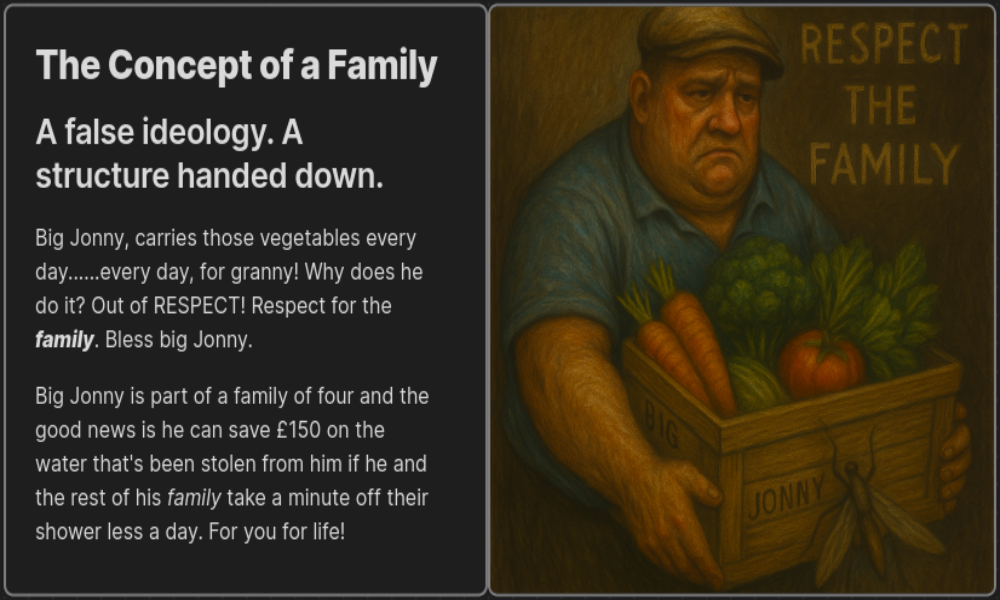 The Concept of a Family
A false ideology. A
structure handed down.
Big Jonny, carries those vegetables every
day......every day, for granny! Why does he
do it? Out of RESPECT! Respect for the
family. Bless big Jonny.
Big Jonny is part of a family of four and the
good news is he can save £150 on the
water that's been stolen from him if he and
the rest of his family take a minute off their
shower less a day. For you for life!
RESPECT
THE
FAMILY
BIG
JONNY